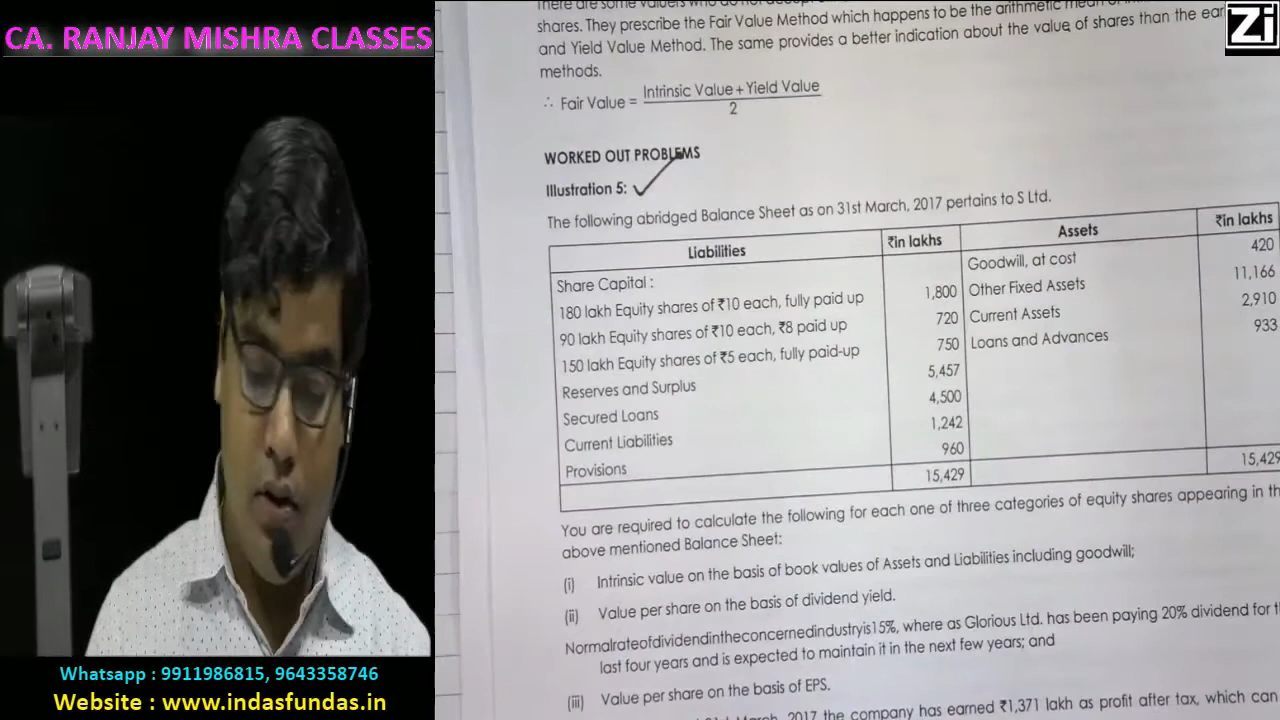 CA. RANJAY MISHRA CLASSES
Zi
shares. They prescribe the Fair Value Method which happens to be the arithmetic mean of
and Yield Value Method. The same provides a better indication about the value of shares than the
methods.
∴ Fair Value = Intrinsic Value + Yield Value
2
WORKED OUT PROBLEMS
Illustration 5:
The following abridged Balance Sheet as on 31st March, 2017 pertains to S Ltd.
Liabilities ₹in lakhs Assets ₹in lakhs
Share Capital : Goodwill, at cost 420
180 lakh Equity shares of ₹10 each, fully paid up 1,800 Other Fixed Assets 11,166
90 lakh Equity shares of ₹10 each, ₹8 paid up 720 Current Assets 2,910
150 lakh Equity shares of ₹5 each, fully paid-up 750 Loans and Advances 933
Reserves and Surplus 5,457
Secured Loans 4,500
Current Liabilities 1,242
Provisions 960
15,429 15,429
You are required to calculate the following for each one of three categories of equity shares appearing in
above mentioned Balance Sheet:
(i) Intrinsic value on the basis of book values of Assets and Liabilities including goodwill;
(ii) Value per share on the basis of dividend yield.
Normalrateofdividendintheconcernedindustryis15%, where as Glorious Ltd. has been paying 20% dividend for
last four years and is expected to maintain it in the next few years; and
(iii) Value per share on the basis of EPS.
March, 2017 the company has earned ₹1,371 lakh as profit after tax, which can
Whatsapp : 9911986815, 9643358746
Website : www.indasfundas.in